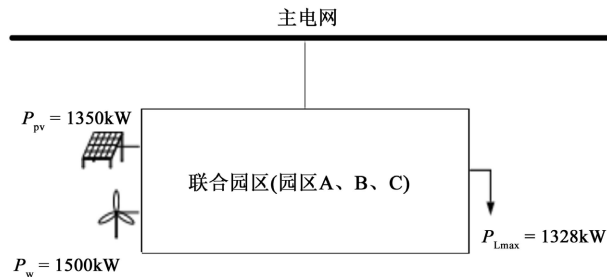 主电网
P_pv = 1350kW
联合园区(园区A、B、C)
P_Lmax = 1328kW
P_w = 1500kW